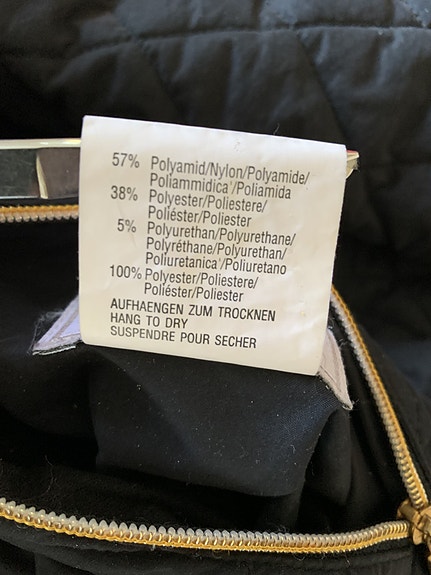 57% Polyamid/Nylon/Polyamide/
Poliammidica/Poliamida
38% Polyester/Poliestere/
Poliéster/Poliester
5% Polyurethan/Polyurethane/
Polyréthane/Polyurethan/
Poliuretanica/Poliuretano
100% Polyester/Poliestere/
Poliéster/Poliester
AUFHAENGEN ZUM TROCKNEN
HANG TO DRY
SUSPENDRE POUR SECHER